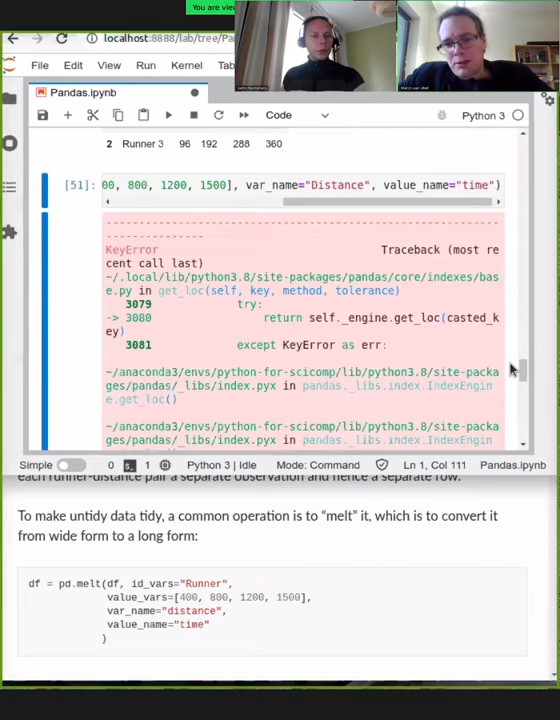 You are view
localhost:8888/lab/tree/Pa
File Edit View Run Kernel Ta
Pandas.ipynb
Code Python 3
2 Runner 3 96 192 288 360
[51]: 00, 800, 1200, 1500], var_name="Distance", value_name="time")
---------------------------------------------------------------------------
KeyError Traceback (most re
cent call last)
~/.local/lib/python3.8/site-packages/pandas/core/indexes/bas
e.py in get_loc(self, key, method, tolerance)
3079 try:
-> 3080 return self._engine.get_loc(casted_k
ey)
3081 except KeyError as err:
~/anaconda3/envs/python-for-scicomp/lib/python3.8/site-packa
ges/pandas/_libs/index.pyx in pandas._libs.index.IndexEngin
e.get_loc()
~/anaconda3/envs/python-for-scicomp/lib/python3.8/site-packa
ges/pandas/_libs/index.pyx in pandas._libs.index.IndexEngin
Simple 0 1 Python 3 | Idle Mode: Command Ln 1, Col 111 Pandas.ipynb
each runner-distance pair a separate observation and hence a separate row.
To make untidy data tidy, a common operation is to “melt” it, which is to convert it
from wide form to a long form:
df = pd.melt(df, id_vars="Runner",
value_vars=[400, 800, 1200, 1500],
var_name="distance",
value_name="time"
)